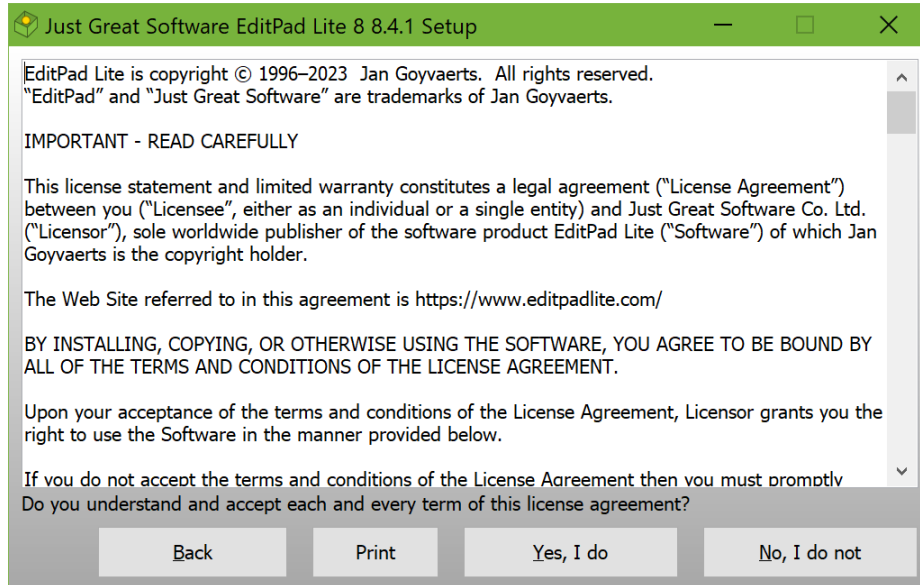 Just Great Software EditPad Lite 8 8.4.1 Setup
EditPad Lite is copyright © 1996–2023  Jan Goyvaerts.  All rights reserved.
“EditPad” and “Just Great Software” are trademarks of Jan Goyvaerts.
IMPORTANT - READ CAREFULLY
This license statement and limited warranty constitutes a legal agreement (“License Agreement”)
between you (“Licensee”, either as an individual or a single entity) and Just Great Software Co. Ltd.
(“Licensor”), sole worldwide publisher of the software product EditPad Lite (“Software”) of which Jan
Goyvaerts is the copyright holder.
The Web Site referred to in this agreement is https://www.editpadlite.com/
BY INSTALLING, COPYING, OR OTHERWISE USING THE SOFTWARE, YOU AGREE TO BE BOUND BY
ALL OF THE TERMS AND CONDITIONS OF THE LICENSE AGREEMENT.
Upon your acceptance of the terms and conditions of the License Agreement, Licensor grants you the
right to use the Software in the manner provided below.
If you do not accept the terms and conditions of the License Agreement then you must promptly
Do you understand and accept each and every term of this license agreement?
Back Print Yes, I do No, I do not